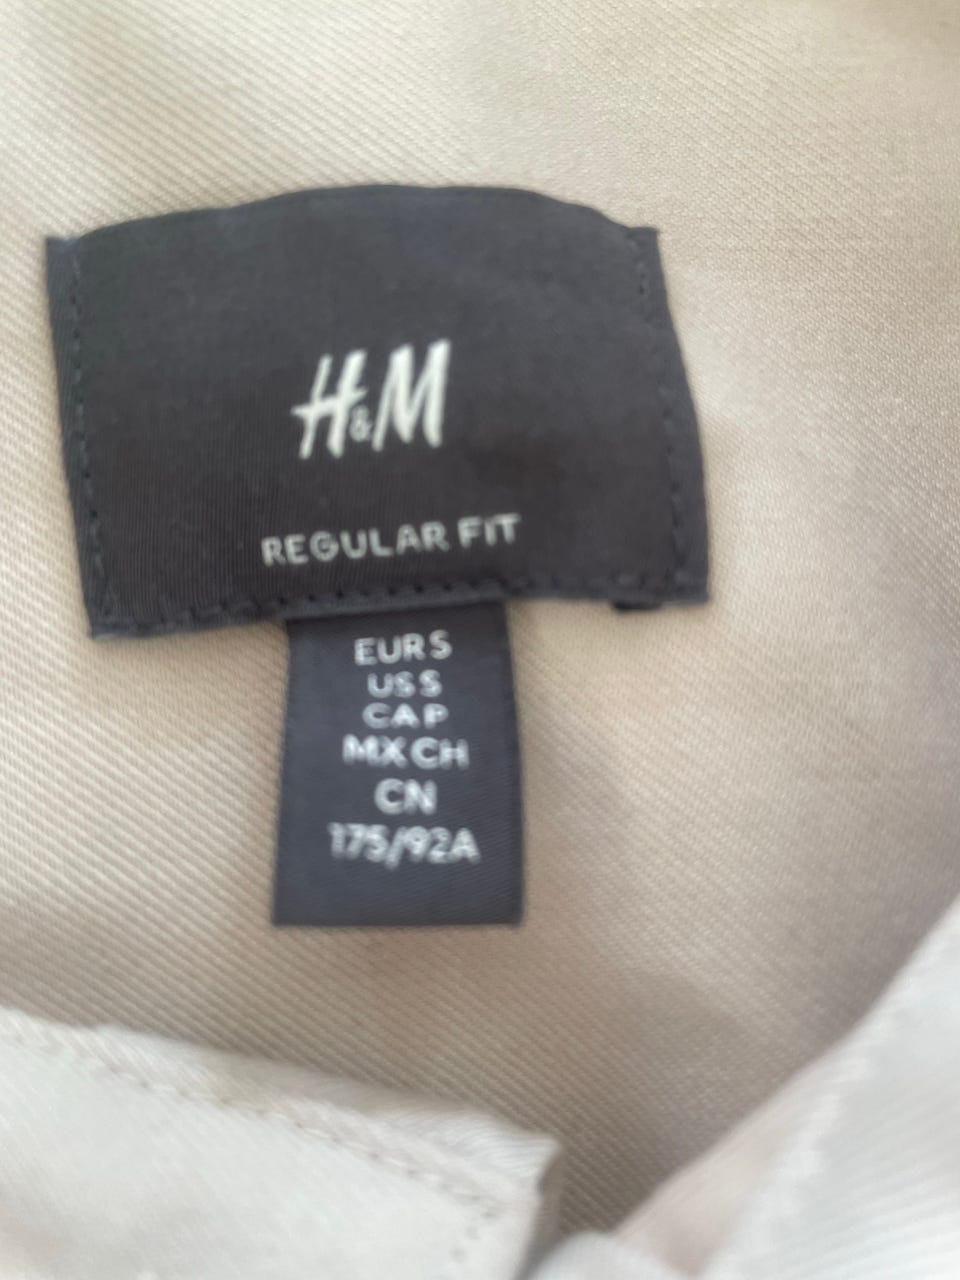 H&M
REGULAR FIT
EUR S
US S
CA P
MX CH
CN
175/92A